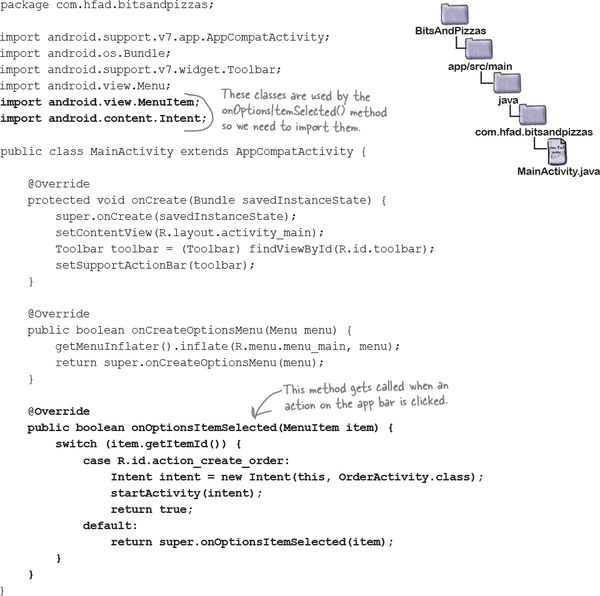 package com.hfad.bitsandpizzas;
import android.support.v7.app.AppCompatActivity;
import android.os.Bundle;
import android.support.v7.widget.Toolbar;
import android.view.Menu;
import android.view.MenuItem;
import android.content.Intent;
These classes are used by the
onOptionsItemSelected() method
so we need to import them.
BitsAndPizzas
app/src/main
java
com.hfad.bitsandpizzas
MainActivity.java
public class MainActivity extends AppCompatActivity {
@Override
protected void onCreate(Bundle savedInstanceState) {
super.onCreate(savedInstanceState);
setContentView(R.layout.activity_main);
Toolbar toolbar = (Toolbar) findViewById(R.id.toolbar);
setSupportActionBar(toolbar);
}
@Override
public boolean onCreateOptionsMenu(Menu menu) {
getMenuInflater().inflate(R.menu.menu_main, menu);
return super.onCreateOptionsMenu(menu);
}
This method gets called when an
action on the app bar is clicked.
@Override
public boolean onOptionsItemSelected(MenuItem item) {
switch (item.getItemId()) {
case R.id.action_create_order:
Intent intent = new Intent(this, OrderActivity.class);
startActivity(intent);
return true;
default:
return super.onOptionsItemSelected(item);
}
}
}